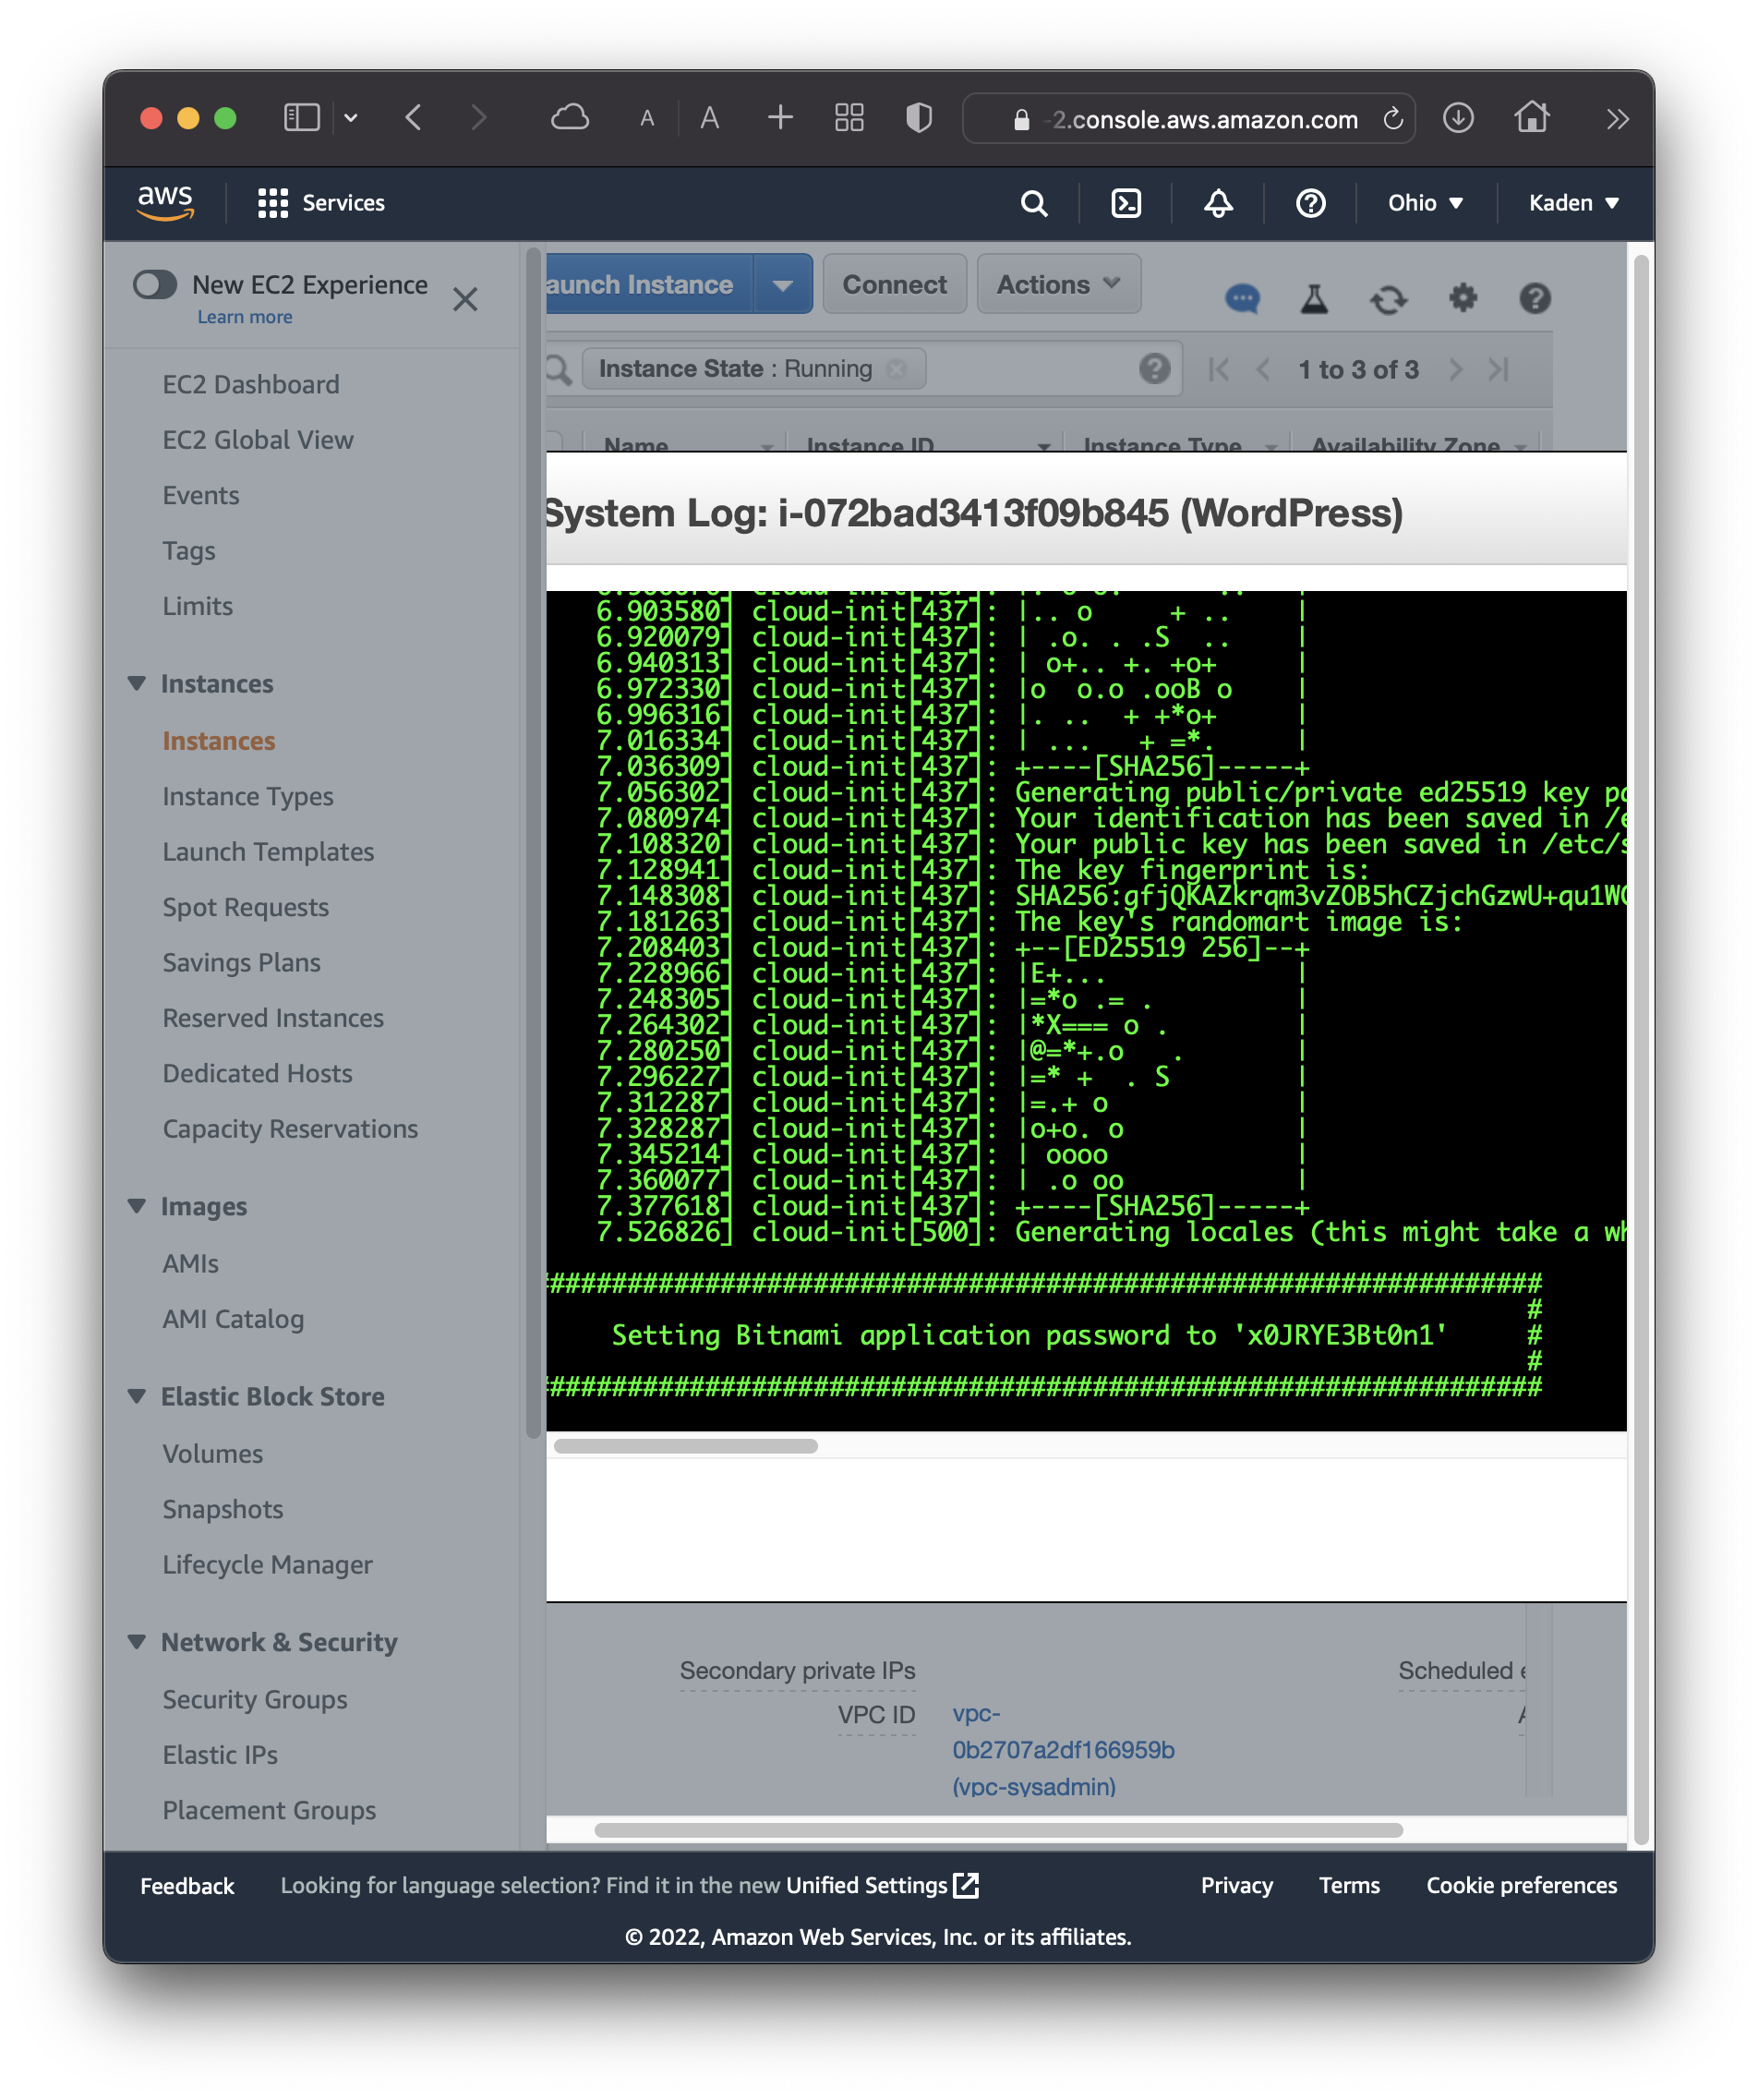 A A -2.console.aws.amazon.com
aws Services Ohio Kaden
New EC2 Experience
Learn more
EC2 Dashboard
EC2 Global View
Events
Tags
Limits
Instances
Instances
Instance Types
Launch Templates
Spot Requests
Savings Plans
Reserved Instances
Dedicated Hosts
Capacity Reservations
Images
AMIs
AMI Catalog
Elastic Block Store
Volumes
Snapshots
Lifecycle Manager
Network & Security
Security Groups
Elastic IPs
Placement Groups
aunch Instance Connect Actions
Instance State : Running 1 to 3 of 3
Name Instance ID Instance Type Availability Zone
System Log: i-072bad3413f09b845 (WordPress)
6.903580] cloud-init[437]: |.. o     + ..    |
6.920079] cloud-init[437]: | .o. . .S  ..    |
6.940313] cloud-init[437]: | o+.. +. +o+     |
6.972330] cloud-init[437]: |o  o.o .ooB o    |
6.996316] cloud-init[437]: |. ..  + +*o+     |
7.016334] cloud-init[437]: | ...   + =*.     |
7.036309] cloud-init[437]: +----[SHA256]-----+
7.056302] cloud-init[437]: Generating public/private ed25519 key pa
7.080974] cloud-init[437]: Your identification has been saved in /e
7.108320] cloud-init[437]: Your public key has been saved in /etc/s
7.128941] cloud-init[437]: The key fingerprint is:
7.148308] cloud-init[437]: SHA256:gfjQKAZkrqm3vZOB5hCZjchGzwU+qu1W
7.181263] cloud-init[437]: The key's randomart image is:
7.208403] cloud-init[437]: +--[ED25519 256]--+
7.228966] cloud-init[437]: |E+...            |
7.248305] cloud-init[437]: |=*o .= .         |
7.264302] cloud-init[437]: |*X=== o .        |
7.280250] cloud-init[437]: |@=*+.o   .       |
7.296227] cloud-init[437]: |=* +  . S        |
7.312287] cloud-init[437]: |=.+ o            |
7.328287] cloud-init[437]: |o+o. o           |
7.345214] cloud-init[437]: | oooo            |
7.360077] cloud-init[437]: | .o oo           |
7.377618] cloud-init[437]: +----[SHA256]-----+
7.526826] cloud-init[500]: Generating locales (this might take a wh
################################################################
#
Setting Bitnami application password to 'x0JRYE3Bt0n1' #
#
################################################################
Secondary private IPs Scheduled e
VPC ID vpc-
0b2707a2df166959b
(vpc-sysadmin)
Feedback Looking for language selection? Find it in the new Unified Settings Privacy Terms Cookie preferences
© 2022, Amazon Web Services, Inc. or its affiliates.